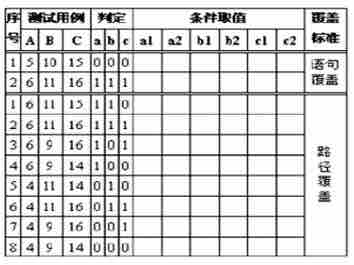 序号 测试用例 判定 条件取值 覆盖标准
A B C a b c a1 a2 b1 b2 c1 c2
1 5 10 15 0 0 0 语句覆盖
2 6 11 16 1 1 1
1 6 11 15 1 1 0 路径覆盖
2 6 11 16 1 1 1
3 6 9 16 1 0 1
4 6 9 14 1 0 0
5 4 11 14 0 1 0
6 4 11 16 0 1 1
7 4 9 16 0 0 1
8 4 9 14 0 0 0